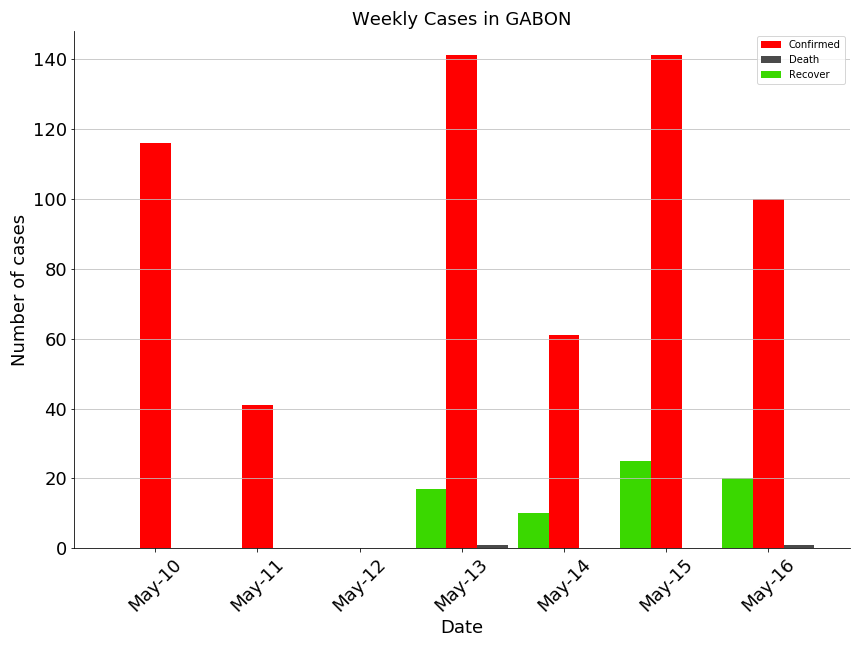 Weekly Cases in GABON
Confirmed
Death
Recover
Number of cases
140
120
100
80
60
40
20
0
May-10
May-11
May-12
May-13
May-14
May-15
May-16
Date